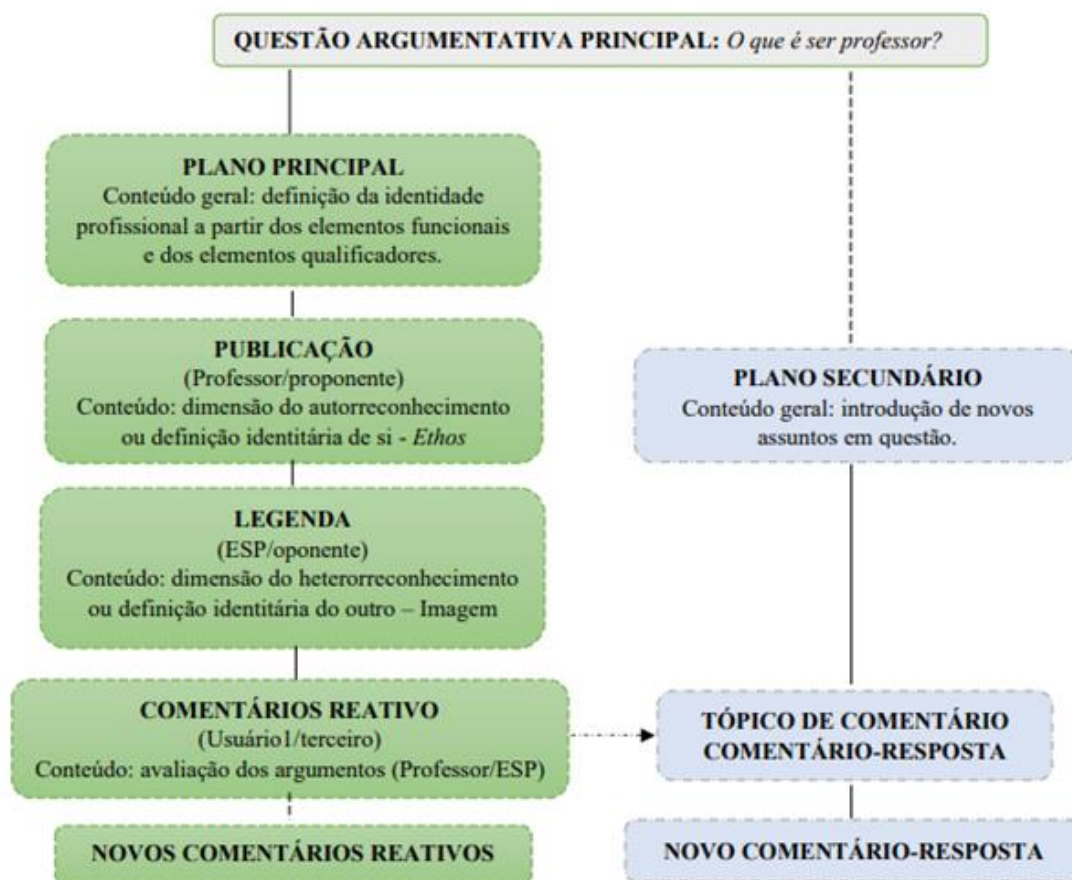 QUESTÃO ARGUMENTATIVA PRINCIPAL: O que é ser professor?
PLANO PRINCIPAL
Conteúdo geral: definição da identidade
profissional a partir dos elementos funcionais
e dos elementos qualificadores.
PUBLICAÇÃO
(Professor/proponente)
Conteúdo: dimensão do autorreconhecimento
ou definição identitária de si - Ethos
LEGENDA
(ESP/oponente)
Conteúdo: dimensão do heterorreconhecimento
ou definição identitária do outro – Imagem
COMENTÁRIOS REATIVO
(Usuário1/terceiro)
Conteúdo: avaliação dos argumentos (Professor/ESP)
NOVOS COMENTÁRIOS REATIVOS
PLANO SECUNDÁRIO
Conteúdo geral: introdução de novos
assuntos em questão.
TÓPICO DE COMENTÁRIO
COMENTÁRIO-RESPOSTA
NOVO COMENTÁRIO-RESPOSTA